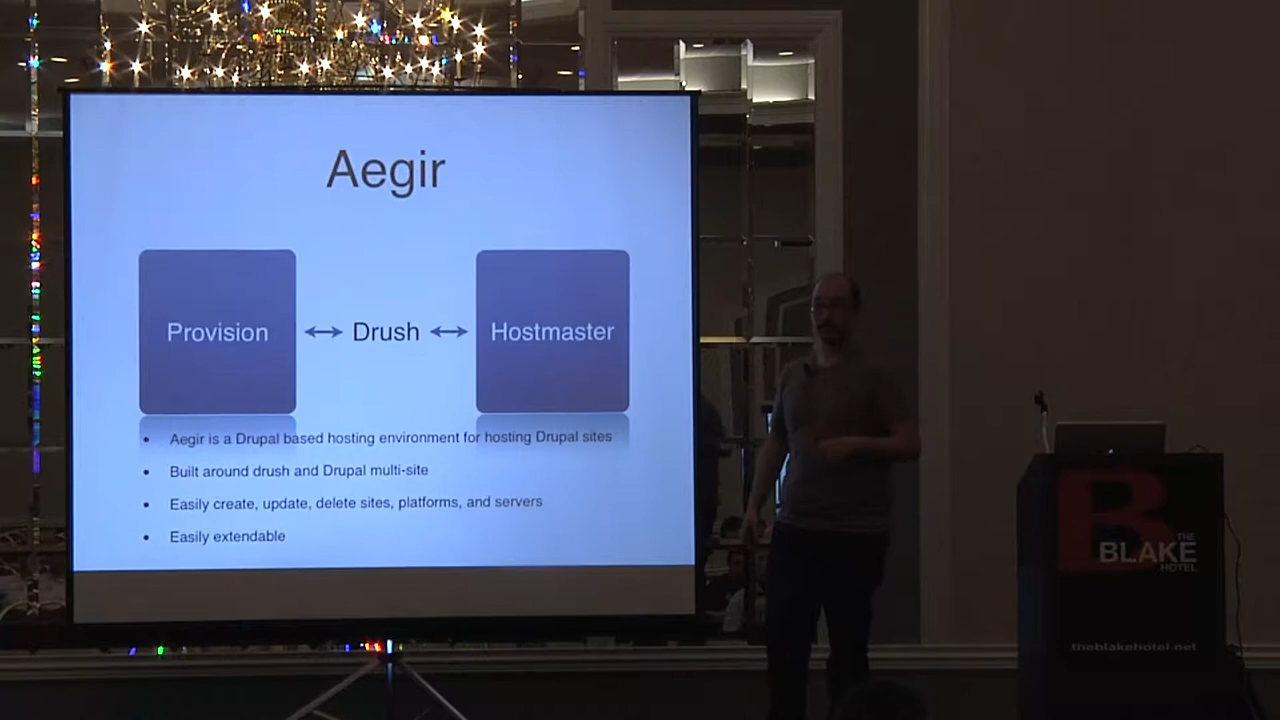 Aegir
Provision
Drush
Hostmaster
• Aegir is a Drupal based hosting environment for hosting Drupal sites
• Built around drush and Drupal multi-site
• Easily create, update, delete sites, platforms, and servers
• Easily extendable
B
THE
BLAKE
HOTEL
theblakehotel.net